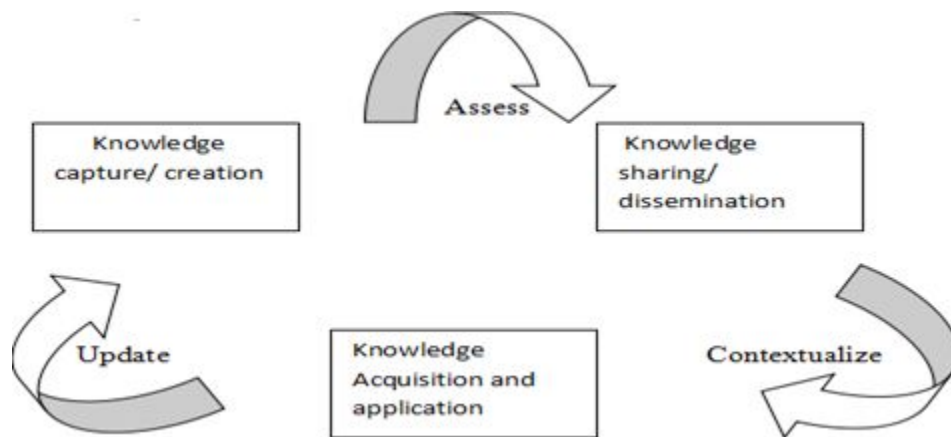 Assess
Knowledge
capture/ creation
Knowledge
sharing/
dissemination
Update
Knowledge
Acquisition and
application
Contextualize